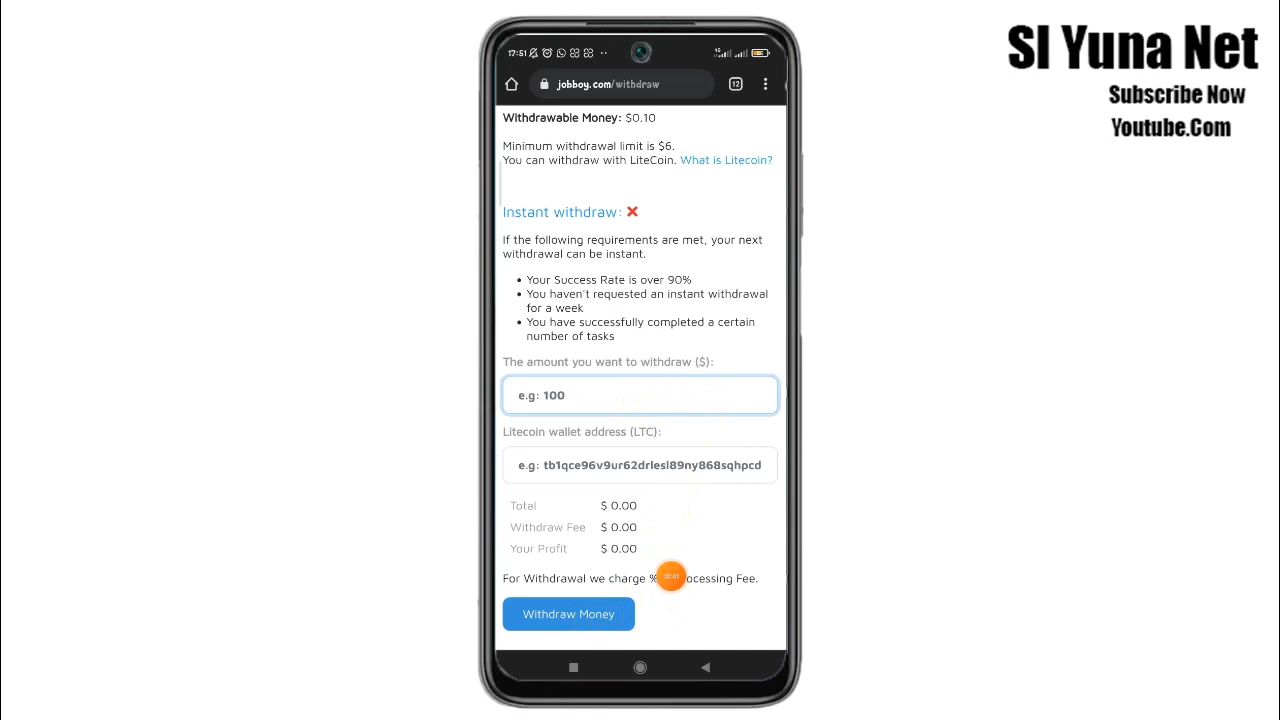 SI Yuna Net
Subscribe Now
Youtube.Com
17:51
4G
jobboy.com/withdraw
12
Withdrawable Money: $0.10
Minimum withdrawal limit is $6.
You can withdraw with LiteCoin. What is Litecoin?
Instant withdraw: ❌
If the following requirements are met, your next
withdrawal can be instant.
• Your Success Rate is over 90%
• You haven't requested an instant withdrawal
for a week
• You have successfully completed a certain
number of tasks
The amount you want to withdraw ($):
e.g: 100
Litecoin wallet address (LTC):
e.g: tb1qce96v9ur62drlesl89ny868sqhpcd
Total $ 0.00
Withdraw Fee $ 0.00
Your Profit $ 0.00
For Withdrawal we charge % ocessing Fee.
12:01
Withdraw Money